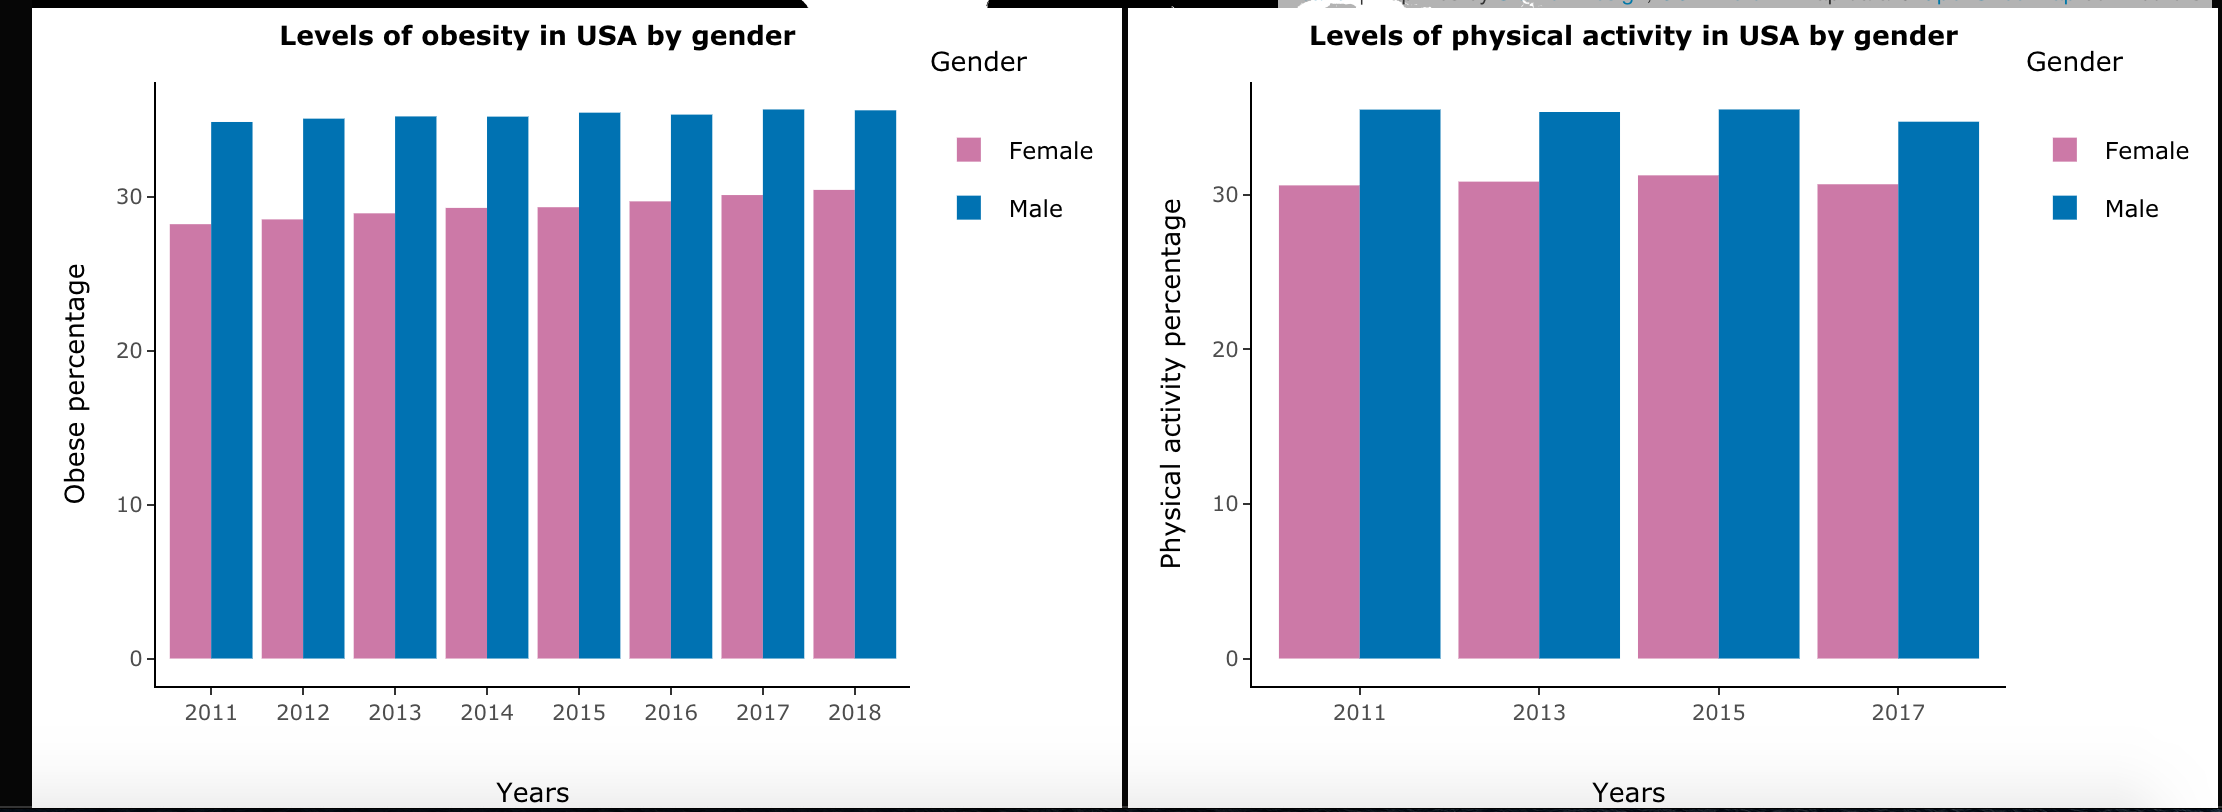 Levels of obesity in USA by gender
Gender
Female
Male
Obese percentage
30
20
10
0
2011 2012 2013 2014 2015 2016 2017 2018
Years
Levels of physical activity in USA by gender
Gender
Female
Male
Physical activity percentage
30
20
10
0
2011 2013 2015 2017
Years